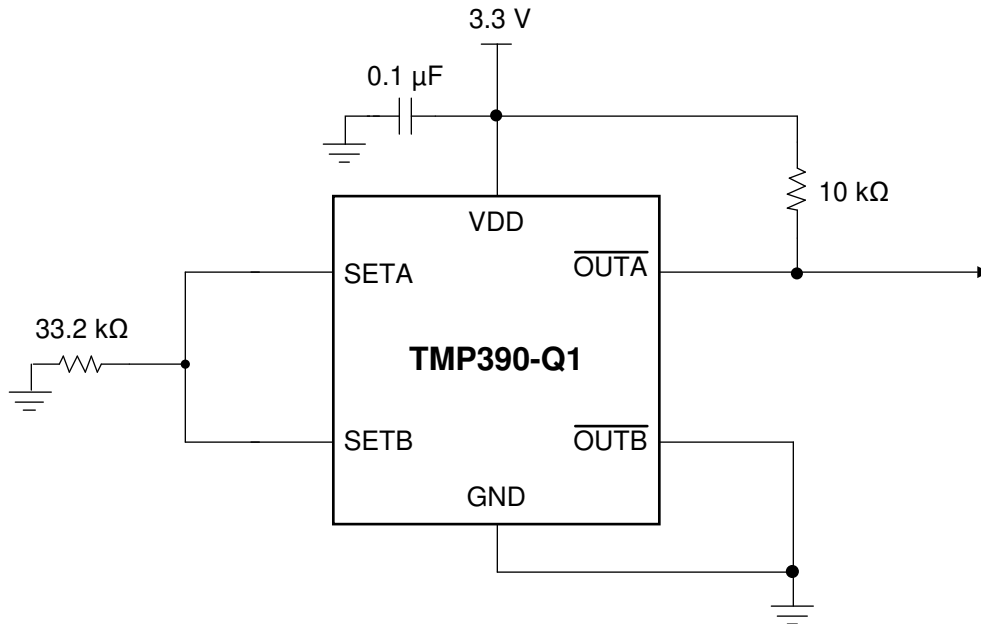 3.3 V
0.1 µF
10 kΩ
VDD
SETA
OUTA
33.2 kΩ
TMP390-Q1
SETB
OUTB
GND